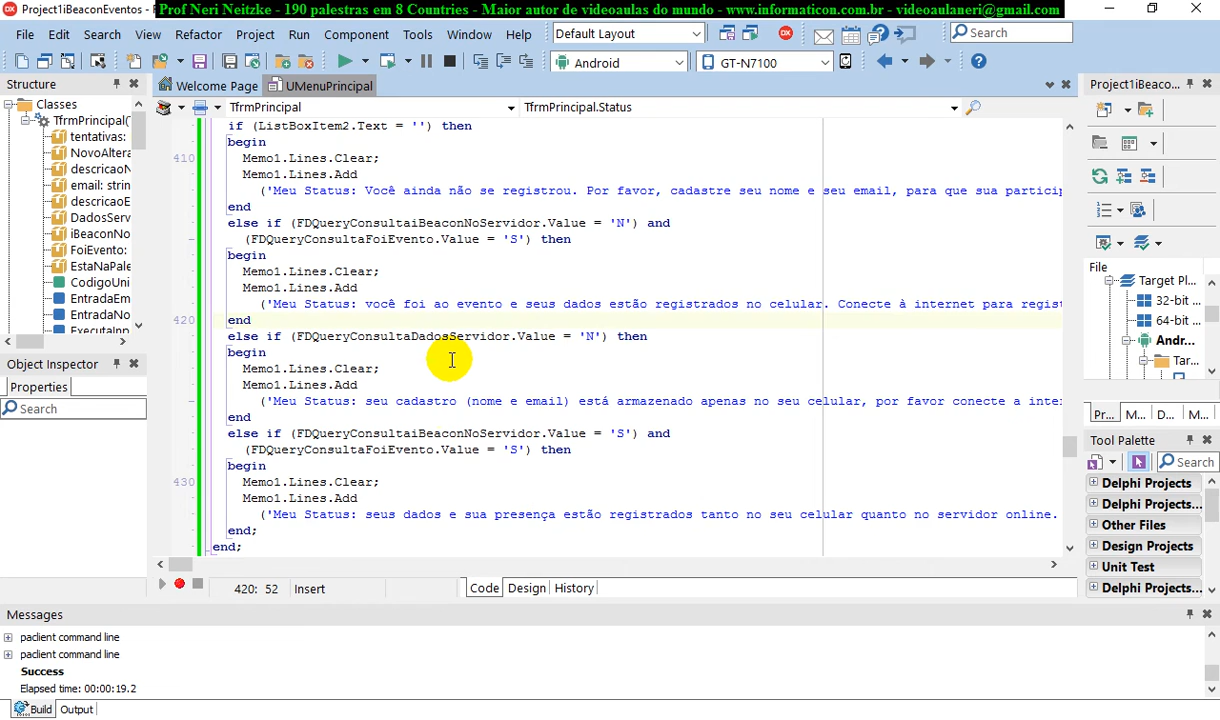 Project1iBeaconEventos - 
Prof Neri Neitzke - 190 palestras em 8 Countries - Maior autor de videoaulas do mundo - www.informaticon.com.br - videoaulaneri@gmail.com
File Edit Search View Refactor Project Run Component Tools Window Help
Default Layout
Search
Android
GT-N7100
Structure
Welcome Page
UMenuPrincipal
Project1iBeaco...
TfrmPrincipal
TfrmPrincipal.Status
Classes
TfrmPrincipal(
tentativas:
NovoAltera
descricaoN
email: strin
descricaoE
DadosServ
iBeaconNo
FoiEvento:
EstaNaPale
CodigoUni
EntradaEm
EntradaNo
Object Inspector
Properties
Search
if (ListBoxItem2.Text = '') then
begin
410 Memo1.Lines.Clear;
Memo1.Lines.Add
('Meu Status: Você ainda não se registrou. Por favor, cadastre seu nome e seu email, para que sua particip
end
else if (FDQueryConsultaiBeaconNoServidor.Value = 'N') and
(FDQueryConsultaFoiEvento.Value = 'S') then
begin
Memo1.Lines.Clear;
Memo1.Lines.Add
('Meu Status: você foi ao evento e seus dados estão registrados no celular. Conecte à internet para regist
420 end
else if (FDQueryConsultaDadosServidor.Value = 'N') then
begin
Memo1.Lines.Clear;
Memo1.Lines.Add
('Meu Status: seu cadastro (nome e email) está armazenado apenas no seu celular, por favor conecte a inter
end
else if (FDQueryConsultaiBeaconNoServidor.Value = 'S') and
(FDQueryConsultaFoiEvento.Value = 'S') then
begin
430 Memo1.Lines.Clear;
Memo1.Lines.Add
('Meu Status: seus dados e sua presença estão registrados tanto no seu celular quanto no servidor online.
end;
end;
420: 52
Insert
Code
Design
History
File
Target Pl...
32-bit ...
64-bit ...
Andr...
Tar...
Pr...
M...
D...
M...
Tool Palette
Search
Delphi Projects
Delphi Projects...
Other Files
Design Projects
Unit Test
Delphi Projects...
Messages
paclient command line
paclient command line
Success
Elapsed time: 00:00:19.2
Build
Output